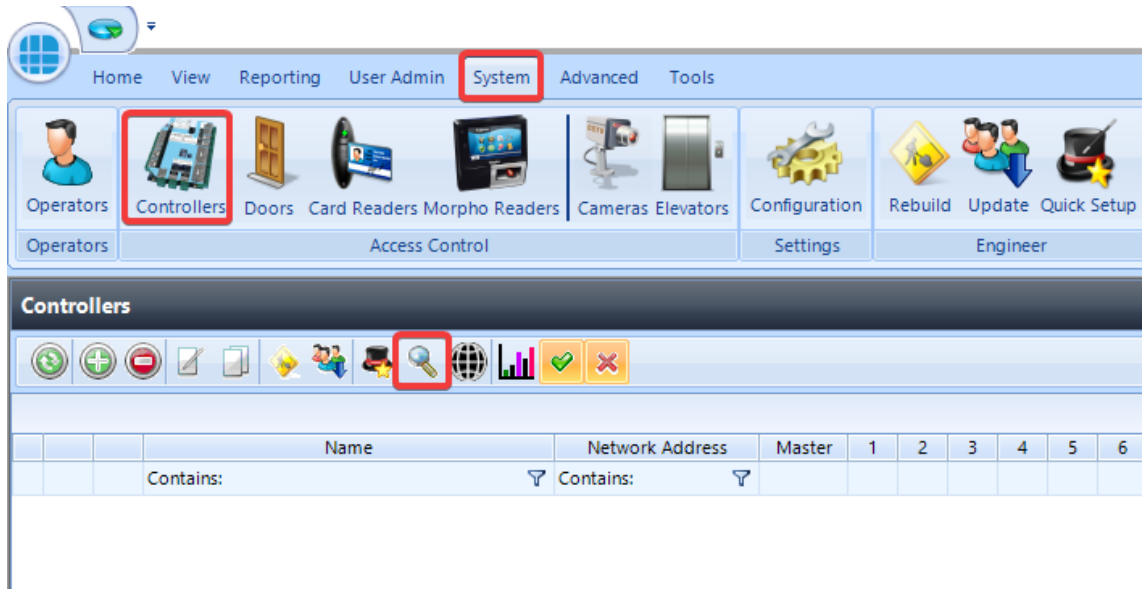 Home View Reporting User Admin System Advanced Tools
Operators Controllers Doors Card Readers Morpho Readers Cameras Elevators Configuration Rebuild Update Quick Setup
Operators Access Control Settings Engineer
Controllers
Name Network Address Master 1 2 3 4 5 6
Contains: Contains: